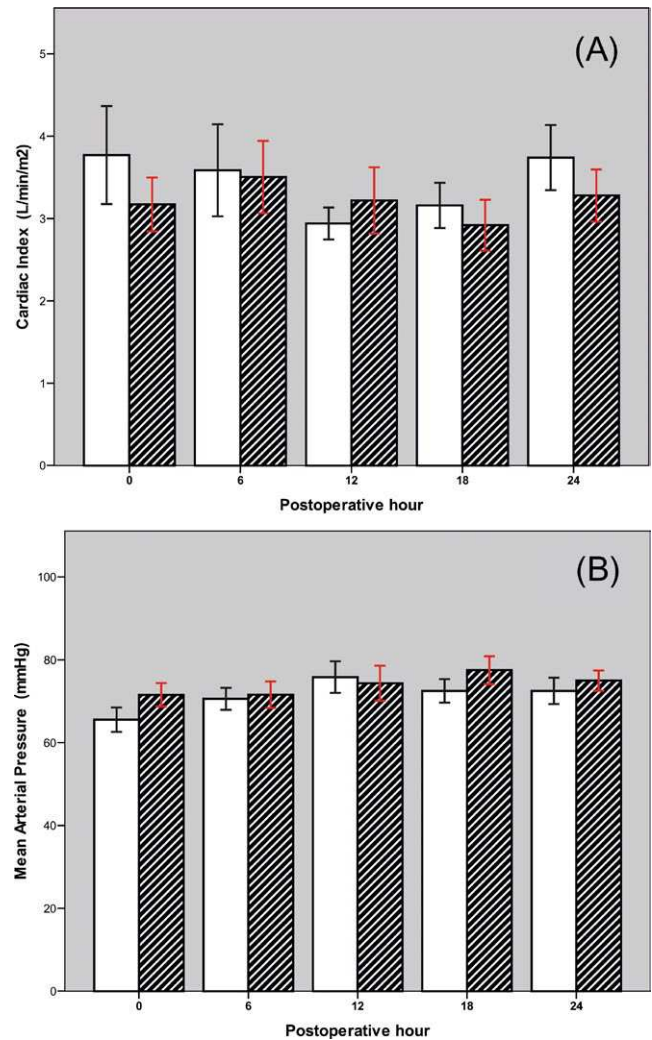 (A)
5
4
3
2
1
0
Cardiac Index (L/min/m2)
0 6 12 18 24
Postoperative hour
(B)
100
80
60
40
20
0
Mean Arterial Pressure (mmHg)
0 6 12 18 24
Postoperative hour